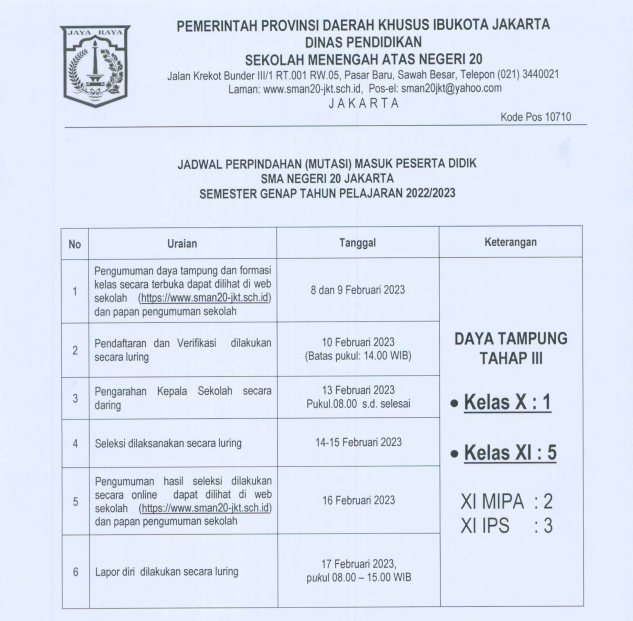 JAYA RAYA
PEMERINTAH PROVINSI DAERAH KHUSUS IBUKOTA JAKARTA
DINAS PENDIDIKAN
SEKOLAH MENENGAH ATAS NEGERI 20
Jalan Krekot Bunder III/1 RT.001 RW.05, Pasar Baru, Sawah Besar, Telepon (021) 3440021
Laman: www.sman20-jkt.sch.id, Pos-el: sman20jkt@yahoo.com
J A K A R T A
Kode Pos 10710
JADWAL PERPINDAHAN (MUTASI) MASUK PESERTA DIDIK
SMA NEGERI 20 JAKARTA
SEMESTER GENAP TAHUN PELAJARAN 2022/2023
No Uraian Tanggal Keterangan
1 Pengumuman daya tampung dan formasi
kelas secara terbuka dapat dilihat di web
sekolah (https://www.sman20-jkt.sch.id)
dan papan pengumuman sekolah
8 dan 9 Februari 2023
2 Pendaftaran dan Verifikasi dilakukan
secara luring
10 Februari 2023
(Batas pukul: 14.00 WIB)
3 Pengarahan Kepala Sekolah secara
daring
13 Februari 2023
Pukul.08.00 s.d. selesai
4 Seleksi dilaksanakan secara luring
14-15 Februari 2023
5 Pengumuman hasil seleksi dilakukan
secara online dapat dilihat di web
sekolah (https://www.sman20-jkt.sch.id)
dan papan pengumuman sekolah
16 Februari 2023
6 Lapor diri dilakukan secara luring
17 Februari 2023,
pukul 08.00 – 15.00 WIB
DAYA TAMPUNG
TAHAP III
• Kelas X : 1
• Kelas XI : 5
XI MIPA : 2
XI IPS : 3